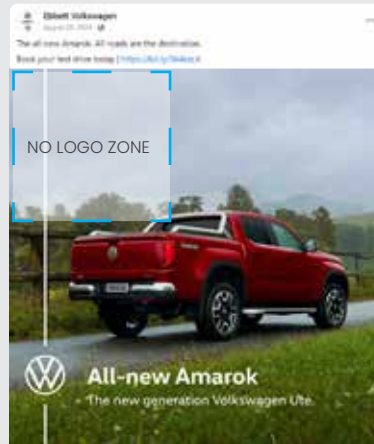 Ebbett Volkswagen
The all-new Amarok. All roads are the destination.
Book your test drive today |
NO LOGO ZONE
All-new Amarok
The new generation Volkswagen Ute.